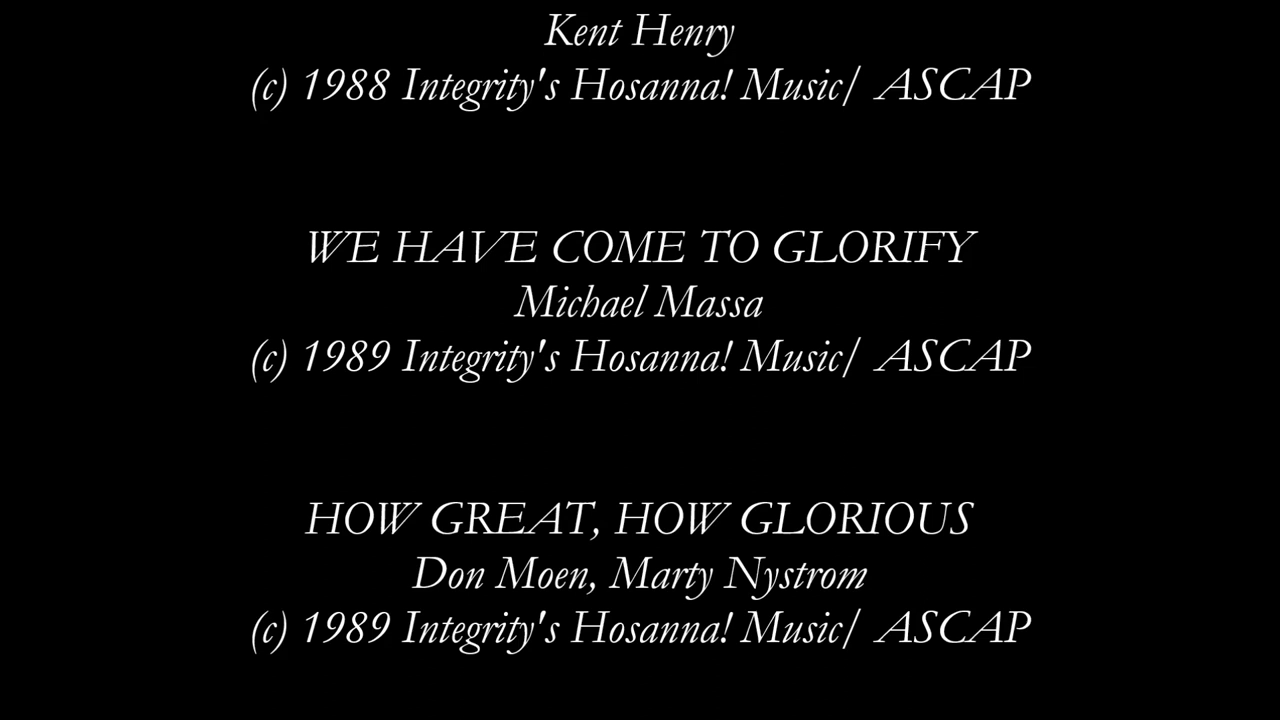 Kent Henry
(c) 1988 Integrity's Hosanna! Music/ ASCAP
WE HAVE COME TO GLORIFY
Michael Massa
(c) 1989 Integrity's Hosanna! Music/ ASCAP
HOW GREAT, HOW GLORIOUS
Don Moen, Marty Nystrom
(c) 1989 Integrity's Hosanna! Music/ ASCAP